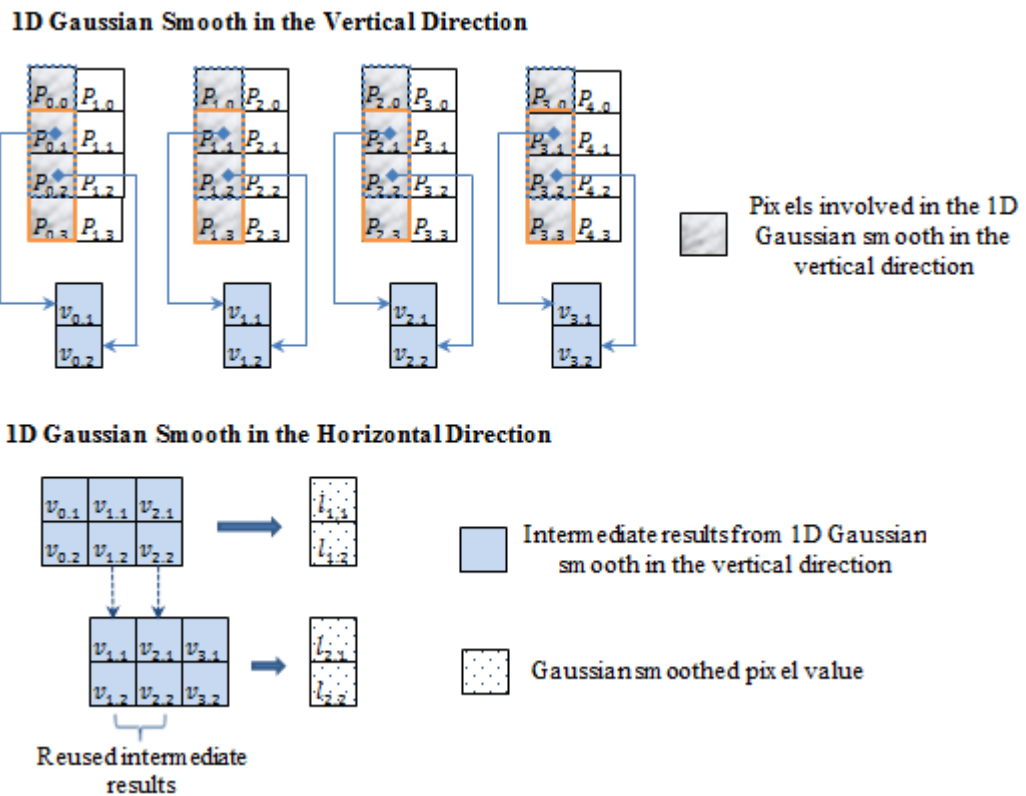 1D Gaussian Smooth in the Vertical Direction
P0,0 P1,0 P1,0 P2,0 P2,0 P3,0 P3,0 P4,0
P0,1 P1,1 P1,1 P2,1 P2,1 P3,1 P3,1 P4,1
P0,2 P1,2 P1,2 P2,2 P2,2 P3,2 P3,2 P4,2
P0,3 P1,3 P1,3 P2,3 P2,3 P3,3 P3,3 P4,3
Pixels involved in the 1D
Gaussian smooth in the
vertical direction
v0,1 v1,1 v2,1 v3,1
v0,2 v1,2 v2,2 v3,2
1D Gaussian Smooth in the Horizontal Direction
v0,1 v1,1 v2,1 l1,1
v0,2 v1,2 v2,2 l1,2
Intermediate results from 1D Gaussian
smooth in the vertical direction
v1,1 v2,1 v3,1 l2,1
v1,2 v2,2 v3,2 l2,2
Gaussian smoothed pixel value
Reused intermediate
results